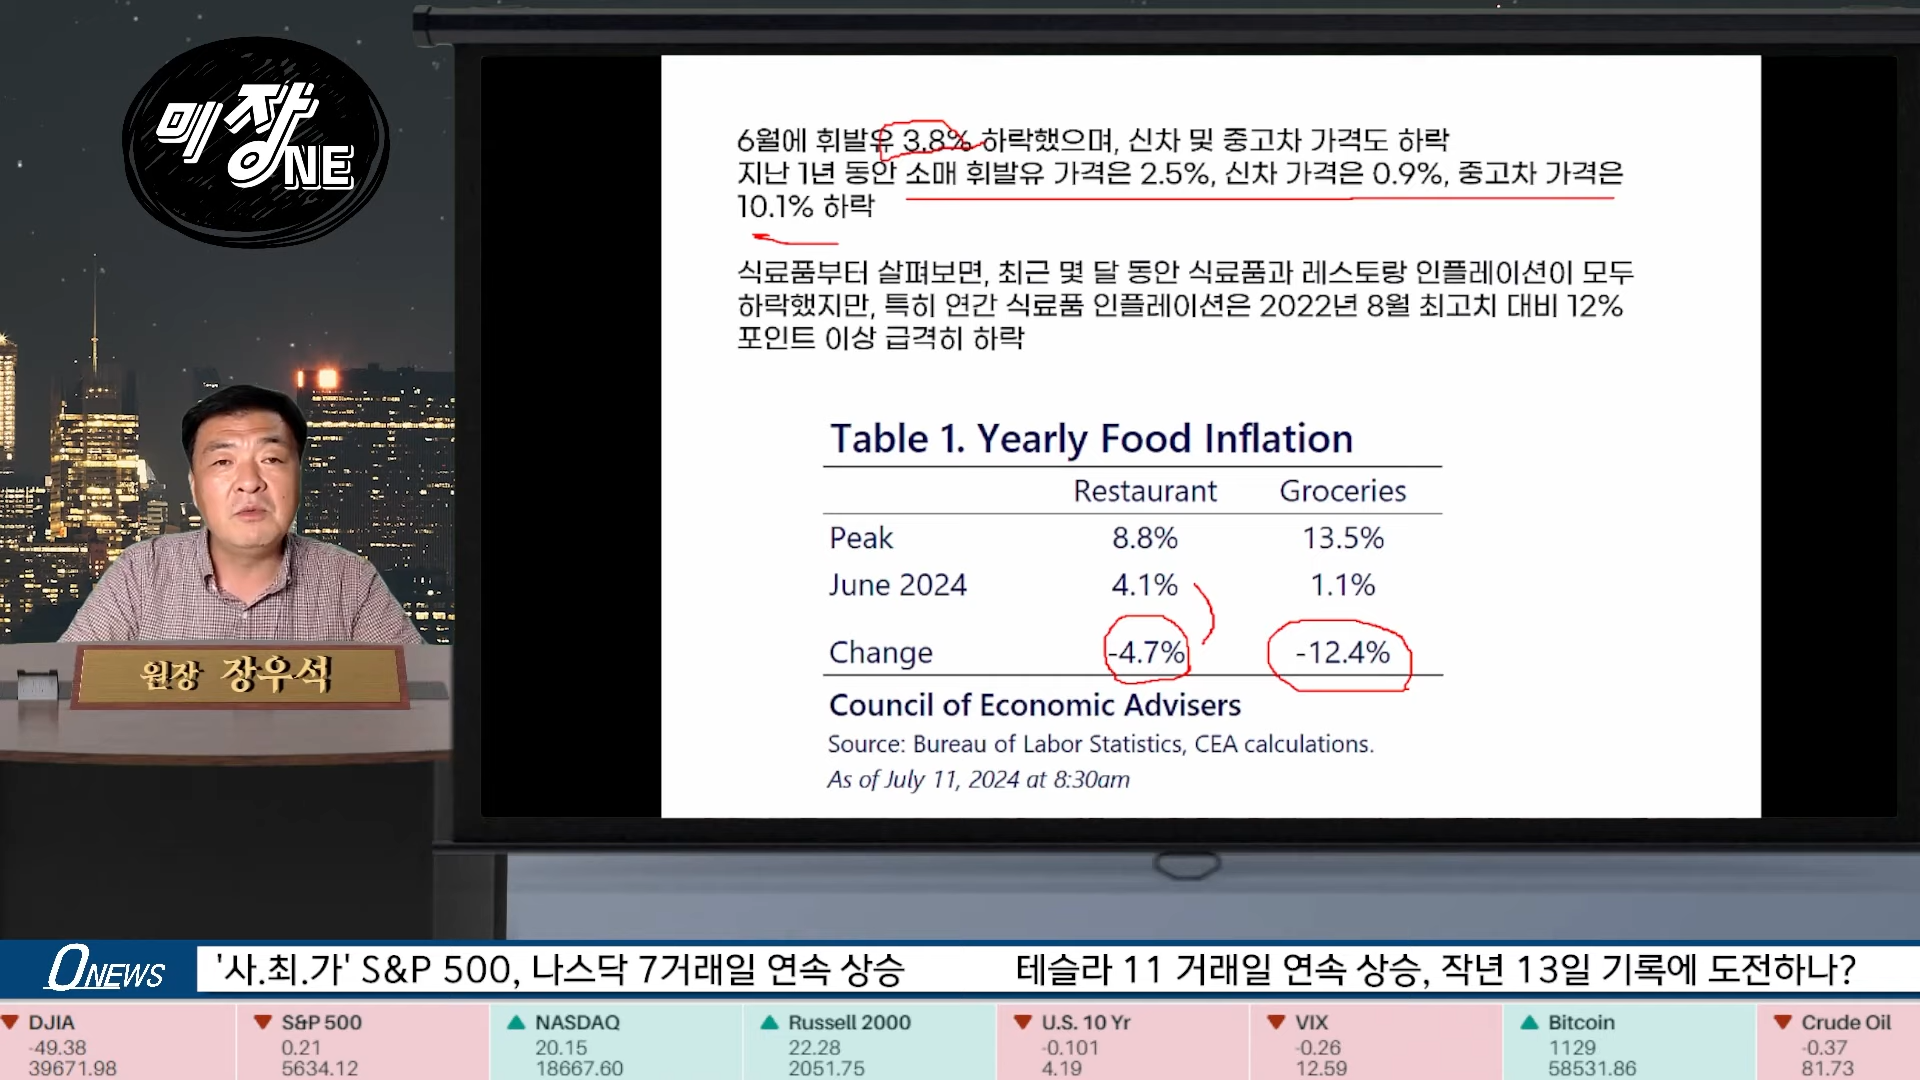 미장ONE
6월에 휘발유 3.8% 하락했으며, 신차 및 중고차 가격도 하락
지난 1년 동안 소매 휘발유 가격은 2.5%, 신차 가격은 0.9%, 중고차 가격은
10.1% 하락
식료품부터 살펴보면, 최근 몇 달 동안 식료품과 레스토랑 인플레이션이 모두
하락했지만, 특히 연간 식료품 인플레이션은 2022년 8월 최고치 대비 12%
포인트 이상 급격히 하락
Table 1. Yearly Food Inflation
Restaurant Groceries
Peak 8.8% 13.5%
June 2024 4.1% 1.1%
Change -4.7% -12.4%
Council of Economic Advisers
Source: Bureau of Labor Statistics, CEA calculations.
As of July 11, 2024 at 8:30am
원장 장우석
ONEWS '사.최.가' S&P 500, 나스닥 7거래일 연속 상승 테슬라 11 거래일 연속 상승, 작년 13일 기록에 도전하나?
DJIA S&P 500 NASDAQ Russell 2000 U.S. 10 Yr VIX Bitcoin Crude Oil
-49.38 0.21 20.15 22.28 -0.101 -0.26 1129 -0.37
39671.98 5634.12 18667.60 2051.75 4.19 12.59 58531.86 81.73